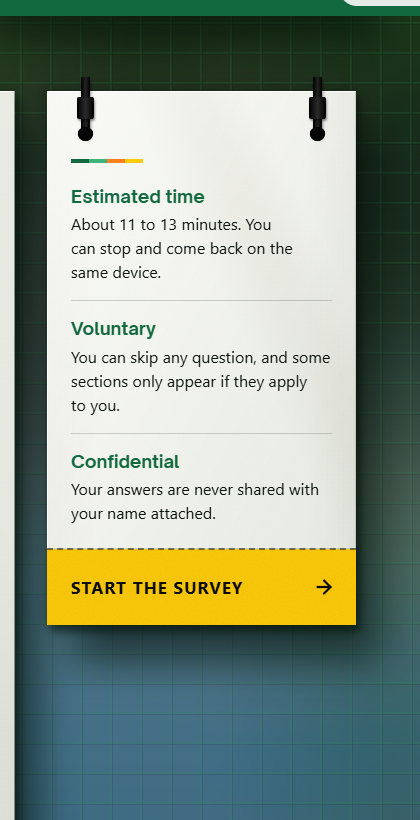 Estimated time
About 11 to 13 minutes. You
can stop and come back on the
same device.
Voluntary
You can skip any question, and some
sections only appear if they apply
to you.
Confidential
Your answers are never shared with
your name attached.
START THE SURVEY